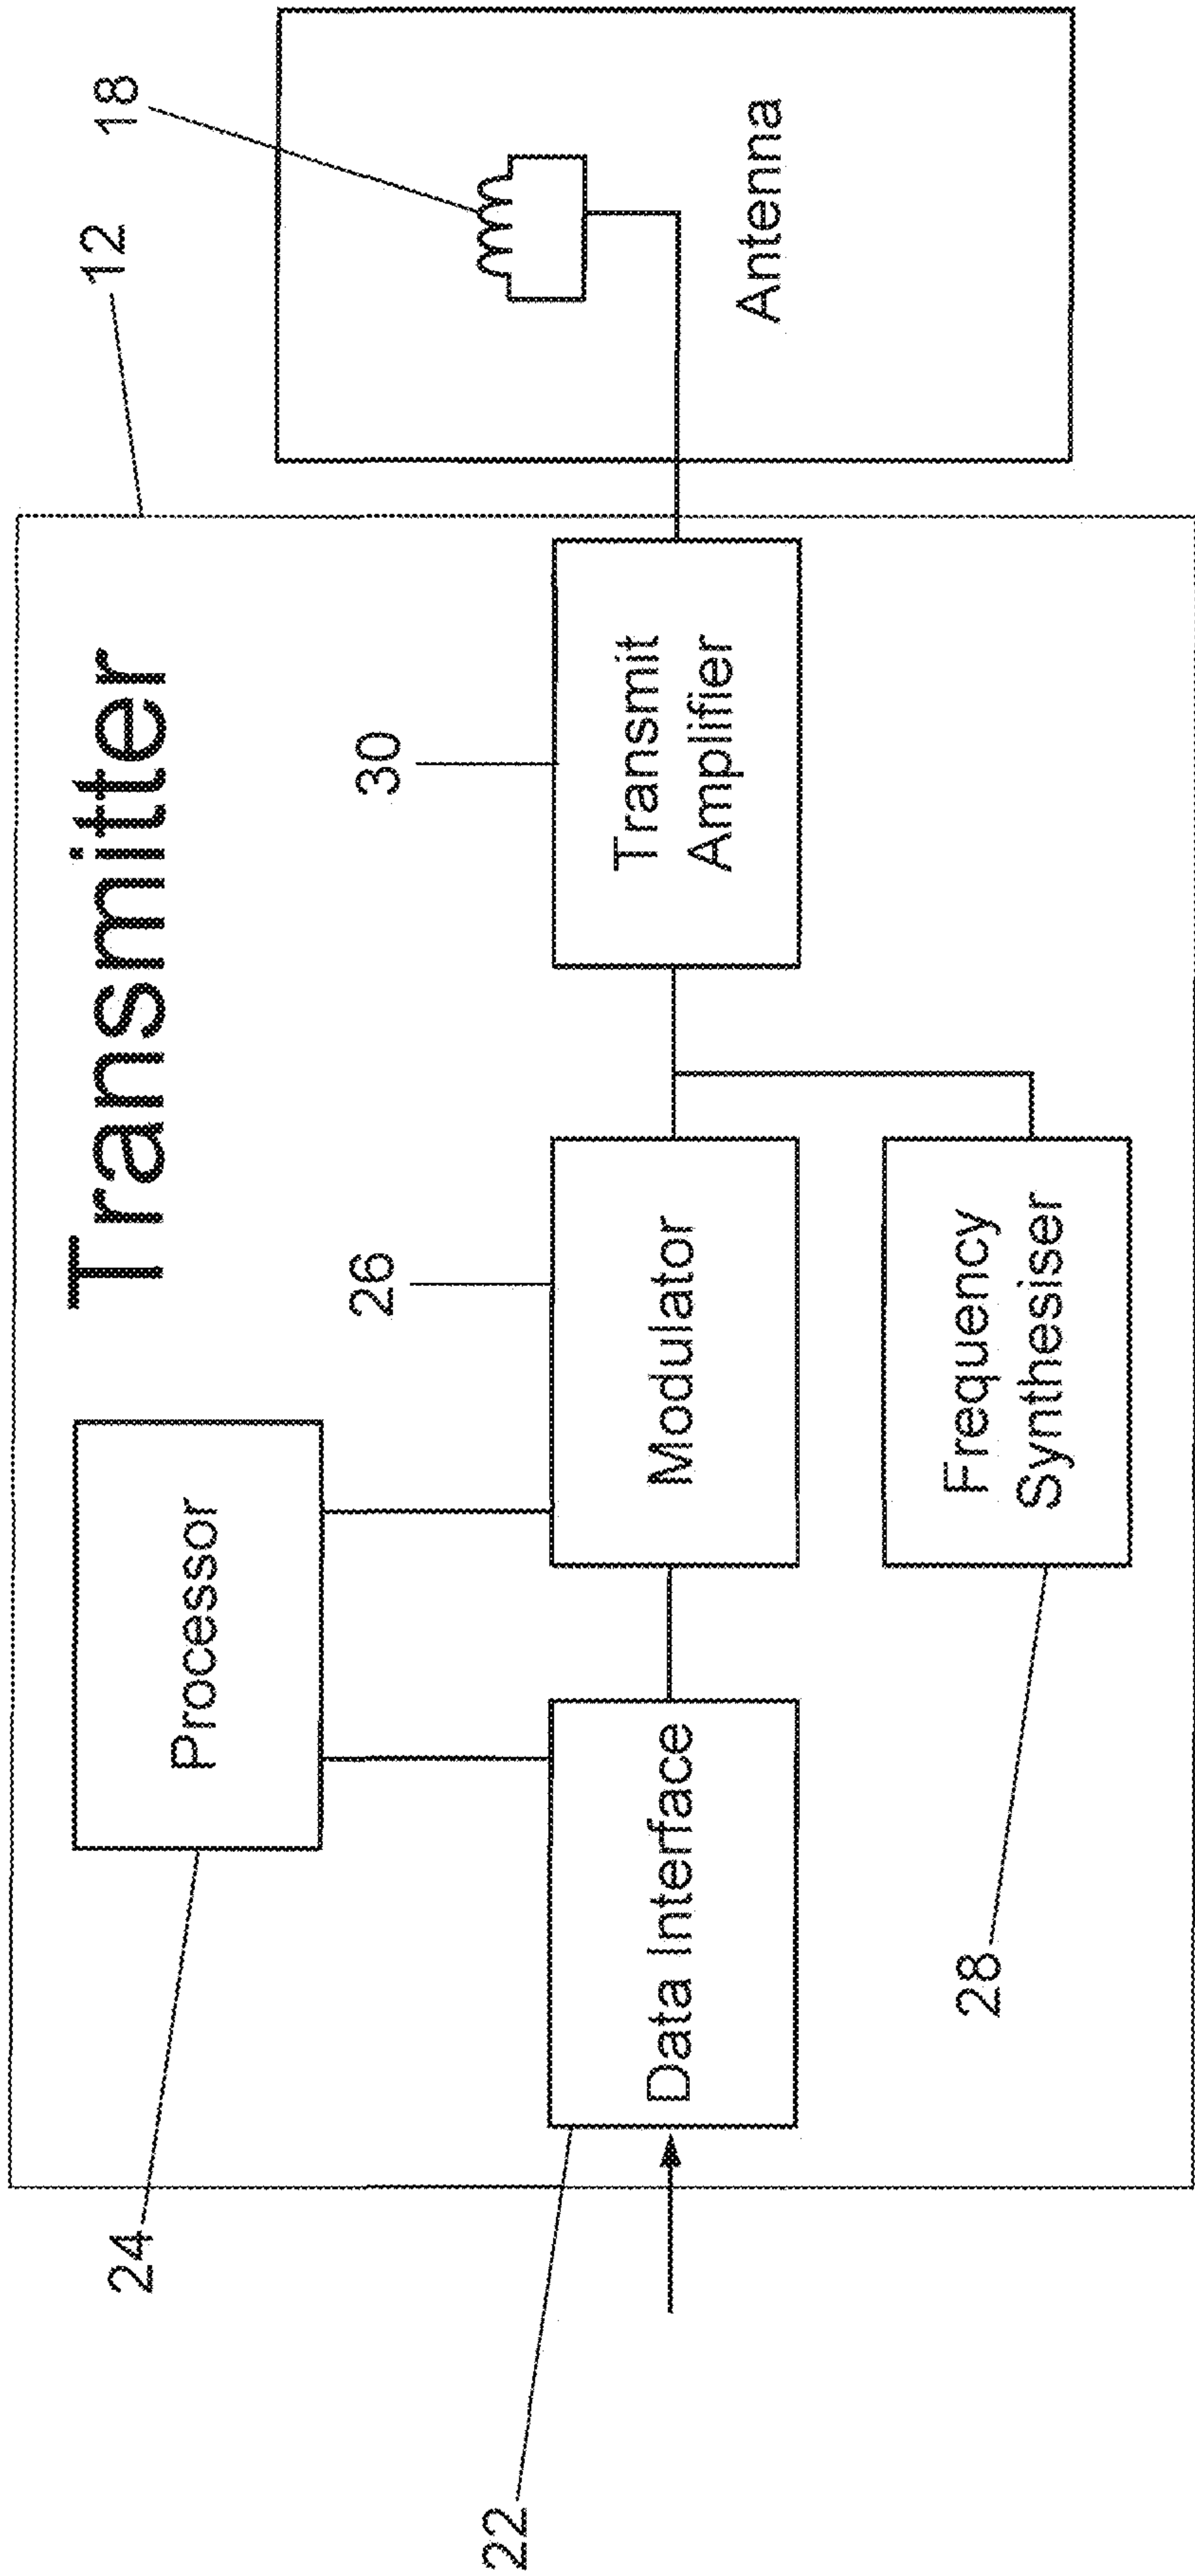 Transmitter
12
18
24
Processor
26
30
22
Data Interface
Modulator
Transmit
Amplifier
Antenna
28
Frequency
Synthesiser